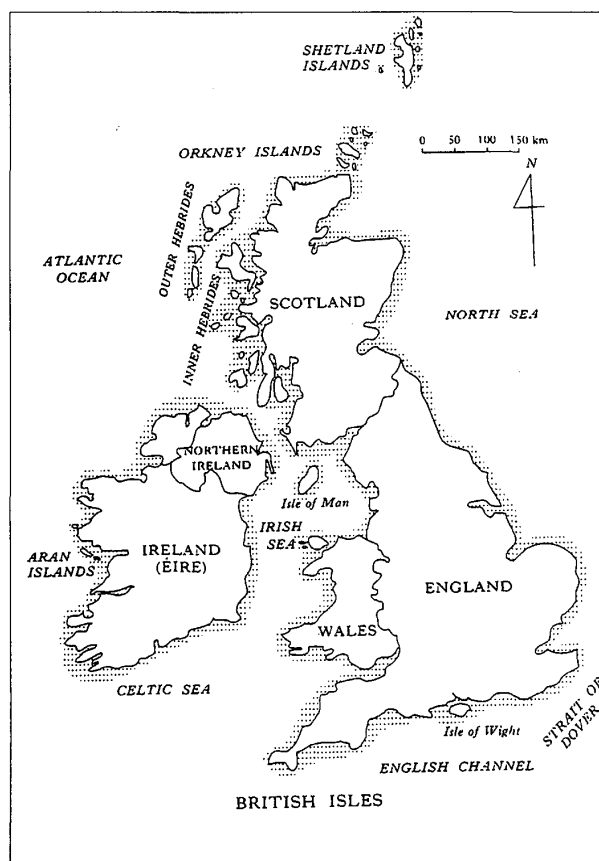 SHETLAND
ISLANDS
0 50 100 150 km
ORKNEY ISLANDS
N
OUTER HEBRIDES
ATLANTIC
OCEAN
INNER HEBRIDES
SCOTLAND
NORTH SEA
NORTHERN
IRELAND
Isle of Man
IRISH
SEA
ARAN
ISLANDS
IRELAND
(ÉIRE)
ENGLAND
WALES
CELTIC SEA
STRAIT OF
DOVER
Isle of Wight
ENGLISH CHANNEL
BRITISH ISLES